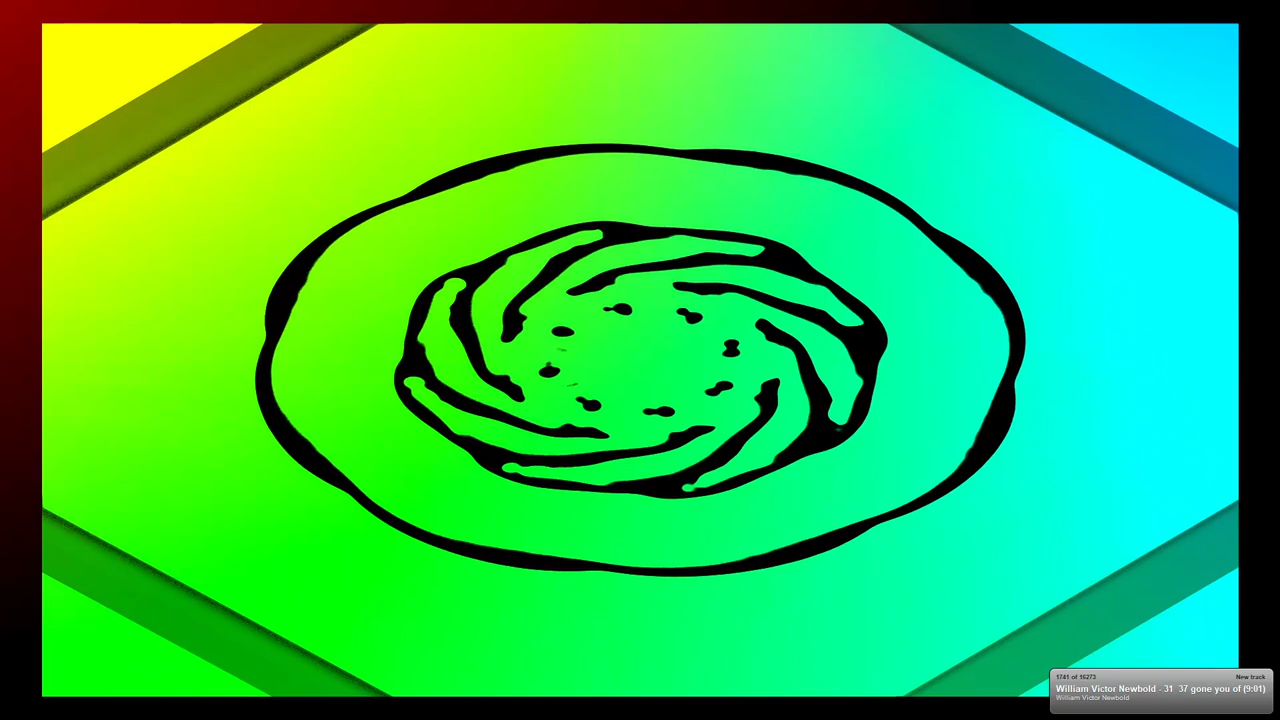 1741 of 16273 New track
William Victor Newbold - 31 37 gone you of (9:01)
William Victor Newbold